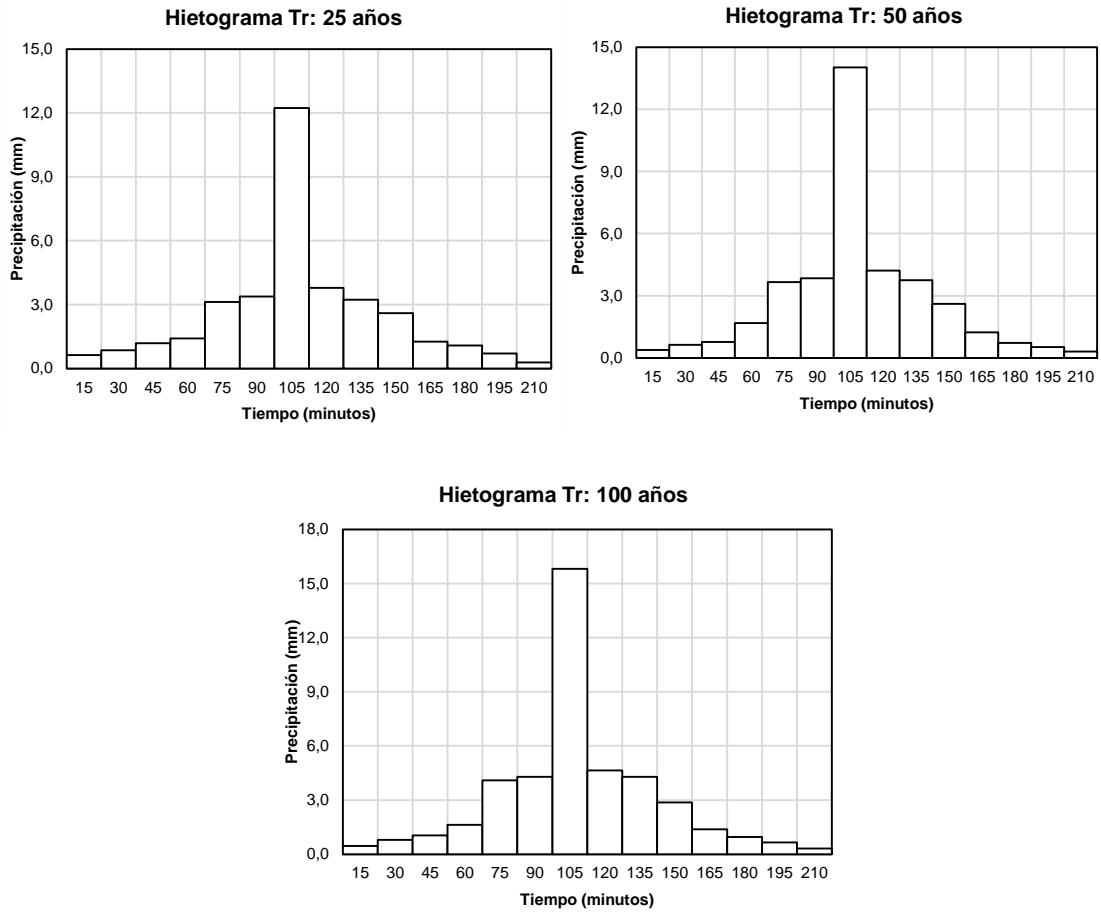 Hietograma Tr: 25 años
15,0
12,0
9,0
6,0
3,0
0,0
Precipitación (mm)
15 30 45 60 75 90 105 120 135 150 165 180 195 210
Tiempo (minutos)
Hietograma Tr: 50 años
15,0
12,0
9,0
6,0
3,0
0,0
Precipitación (mm)
15 30 45 60 75 90 105 120 135 150 165 180 195 210
Tiempo (minutos)
Hietograma Tr: 100 años
18,0
15,0
12,0
9,0
6,0
3,0
0,0
Precipitación (mm)
15 30 45 60 75 90 105 120 135 150 165 180 195 210
Tiempo (minutos)